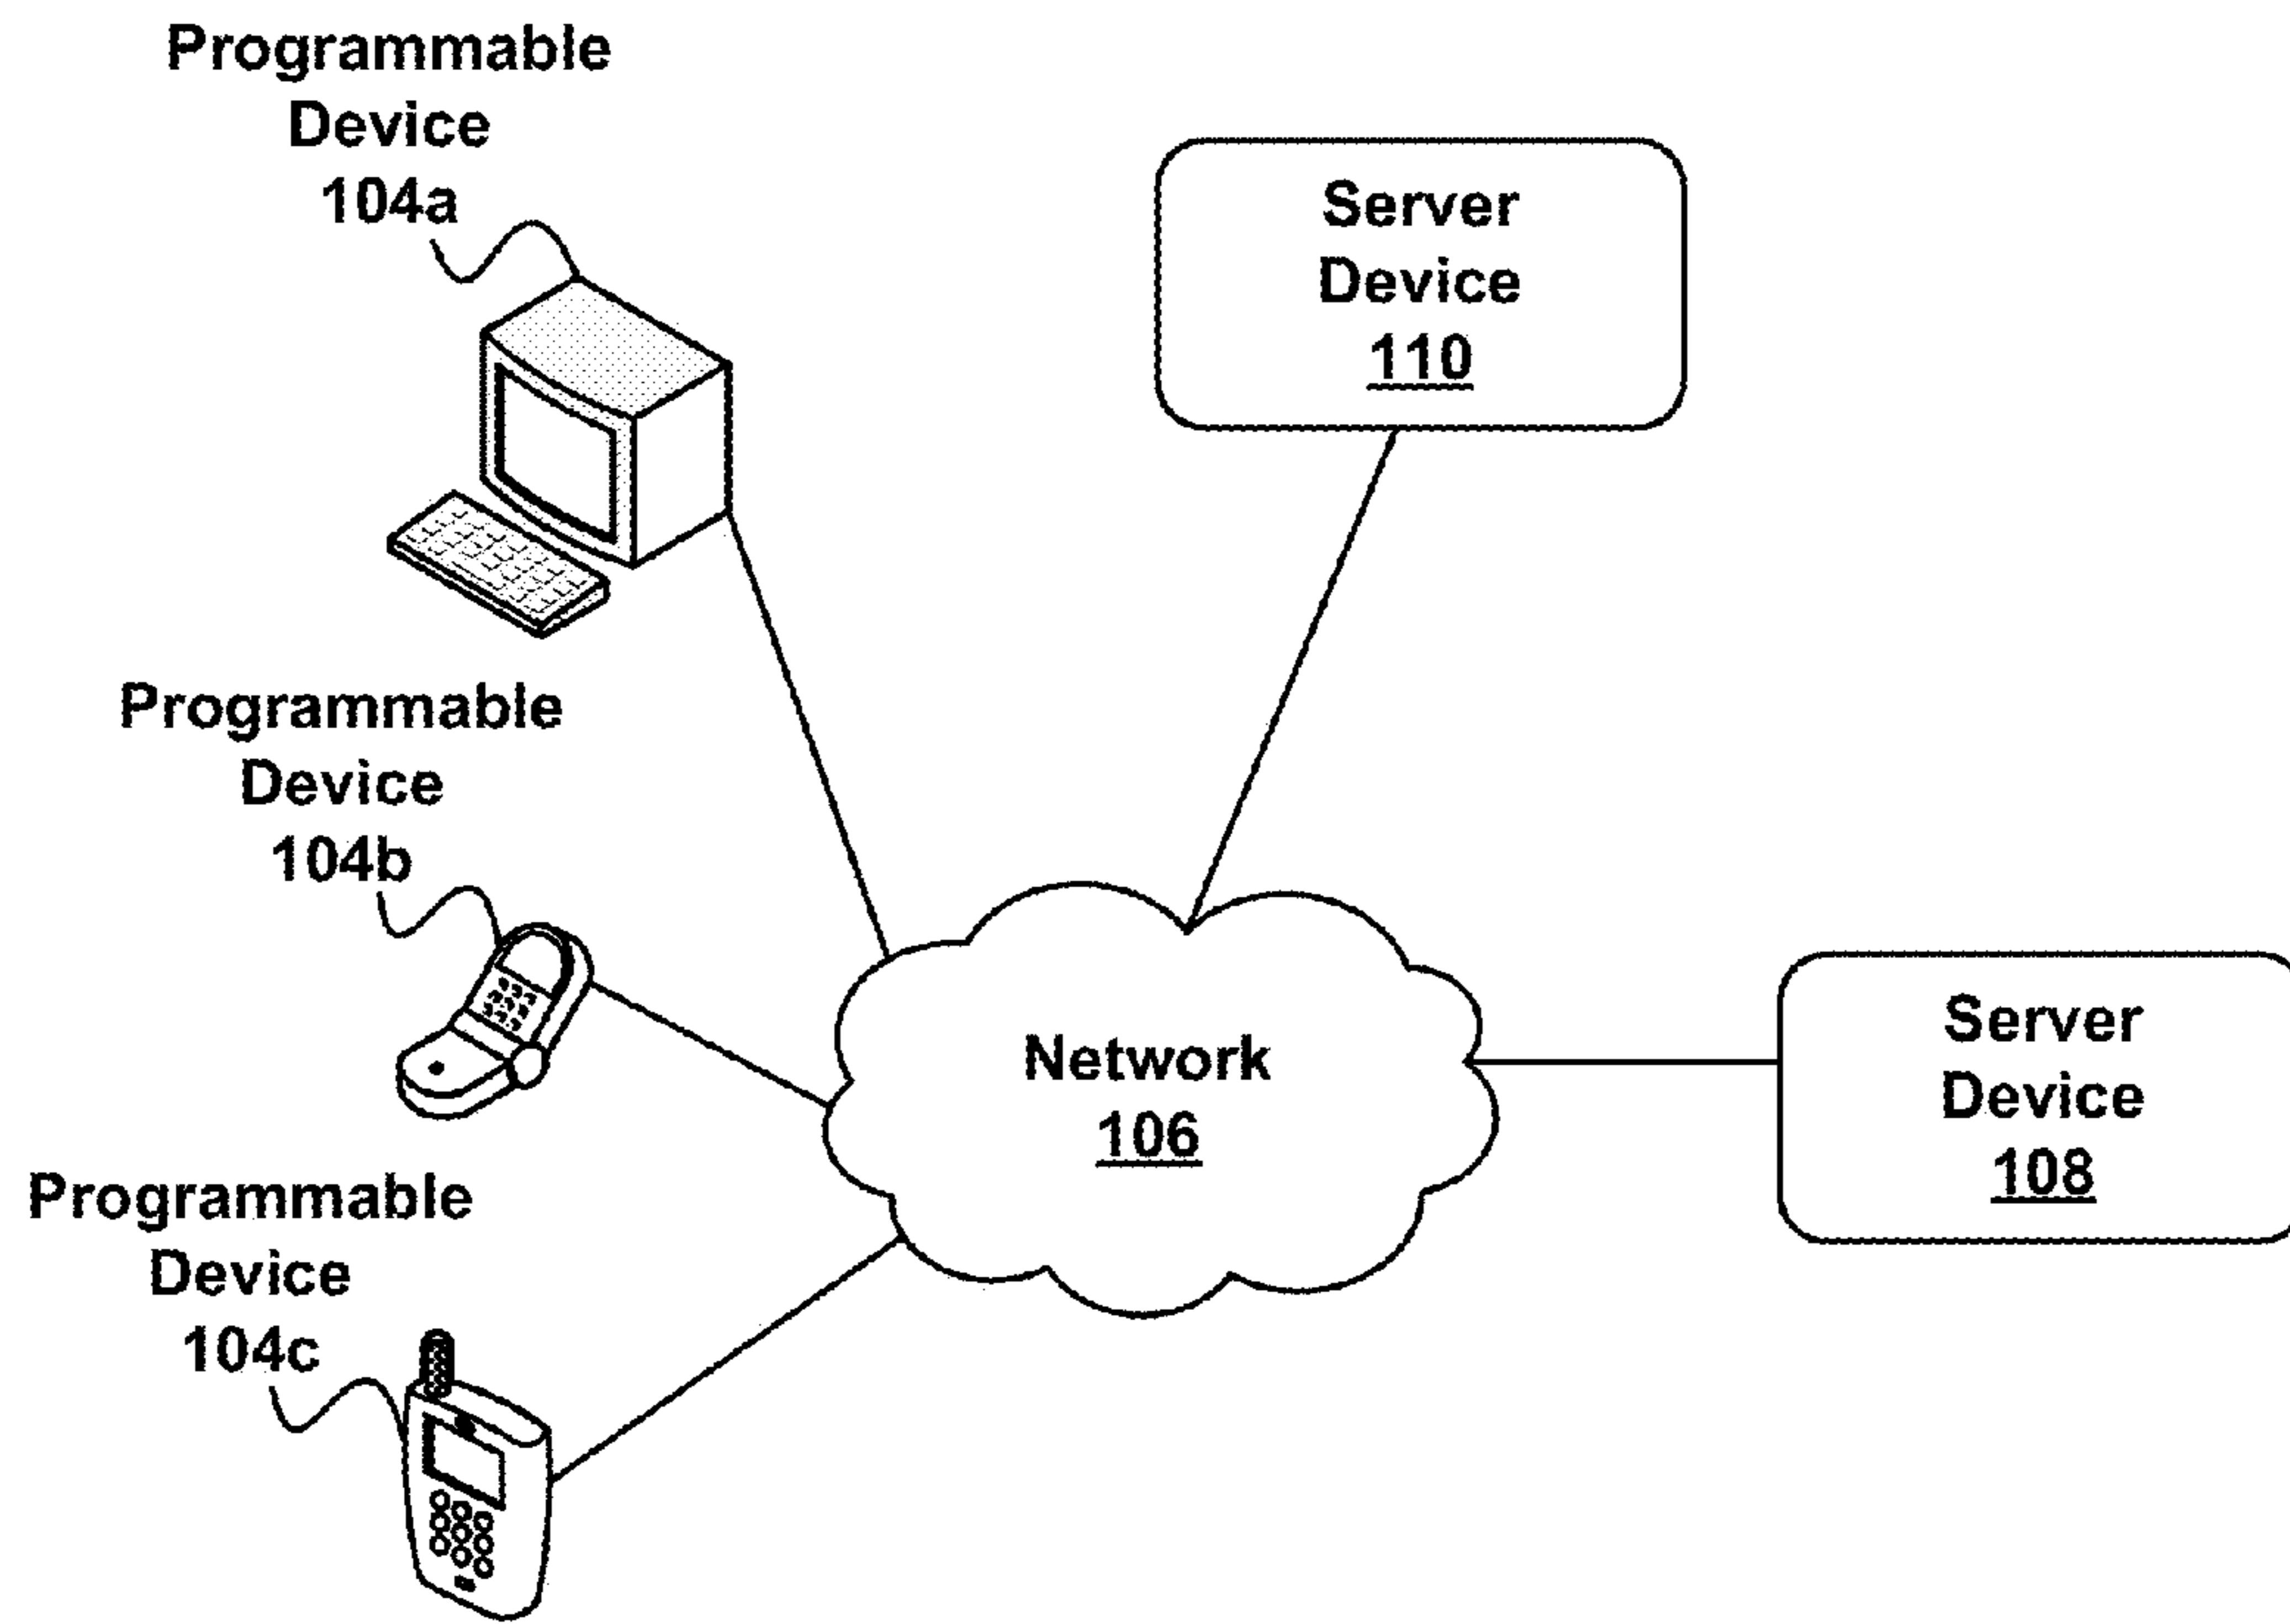 Programmable
Device
104a
Server
Device
110
Programmable
Device
104b
Network
106
Server
Device
108
Programmable
Device
104c